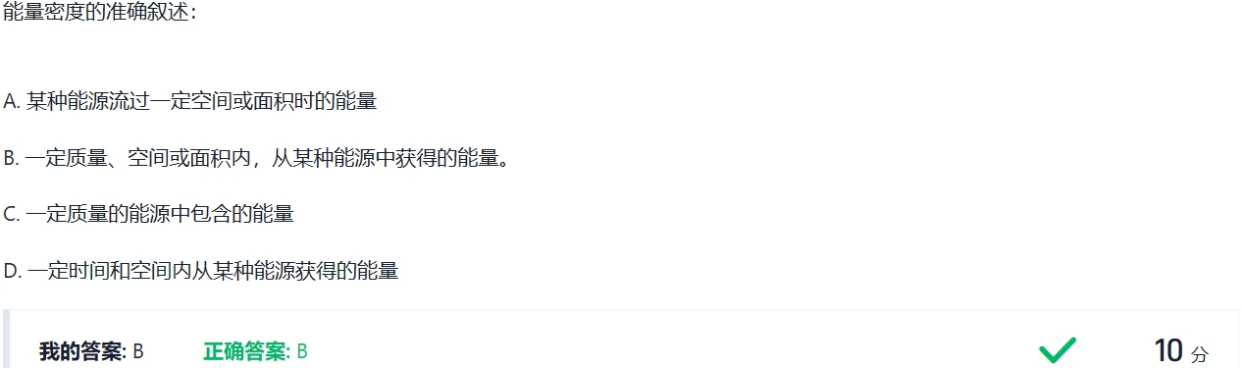 能量密度的准确叙述：
A. 某种能源流过一定空间或面积时的能量
B. 一定质量、空间或面积内，从某种能源中获得的能量。
C. 一定质量的能源中包含的能量
D. 一定时间和空间内从某种能源获得的能量
我的答案: B 正确答案: B 10 分